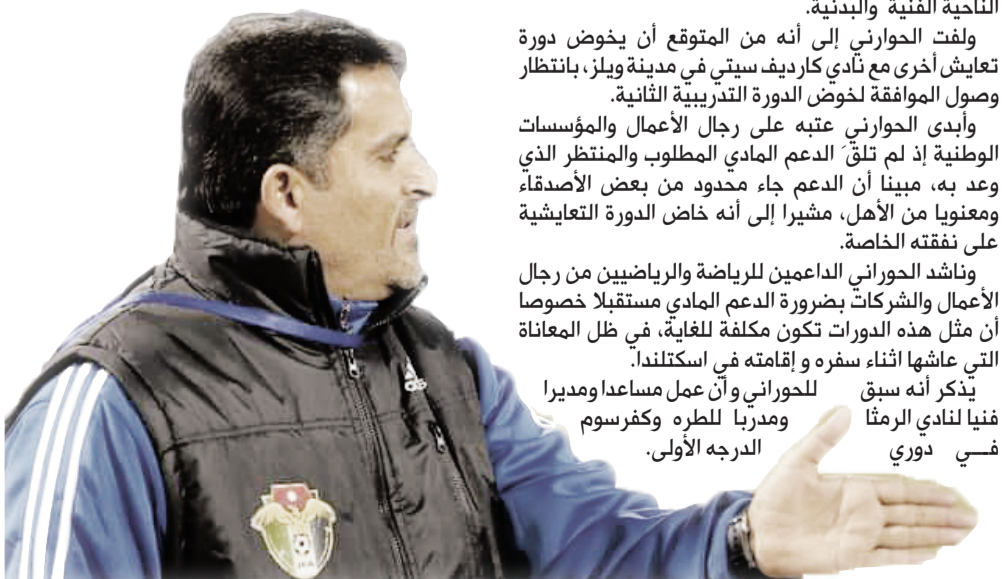 الناحية الفنية والبدنية.
ولفت الحوارني إلى أنه من المتوقع أن يخوض دورة
تعايش أخرى مع نادي كارديف سيتي في مدينة ويلز، بانتظار
وصول الموافقة لخوض الدورة التدريبية الثانية.
وأبدى الحوارني عتبه على رجال الأعمال والمؤسسات
الوطنية إذ لم تلقَ الدعم المادي المطلوب والمنتظر الذي
وعد به، مبينا أن الدعم جاء محدود من بعض الأصدقاء
ومعنويا من الأهل، مشيرا إلى أنه خاض الدورة التعايشية
على نفقته الخاصة.
وناشد الحوراني الداعمين للرياضة والرياضيين من رجال
الأعمال والشركات بضرورة الدعم المادي مستقبلا خصوصا
أن مثل هذه الدورات تكون مكلفة للغاية، في ظل المعاناة
التي عاشها اثناء سفره و إقامته في اسكتلندا.
يذكر أنه سبق للحوراني وأن عمل مساعدا ومديرا
فنيا لنادي الرمثا ومدربا للطره وكفرسوم
فـــي دوري الدرجه الأولى.
adidas
JFA